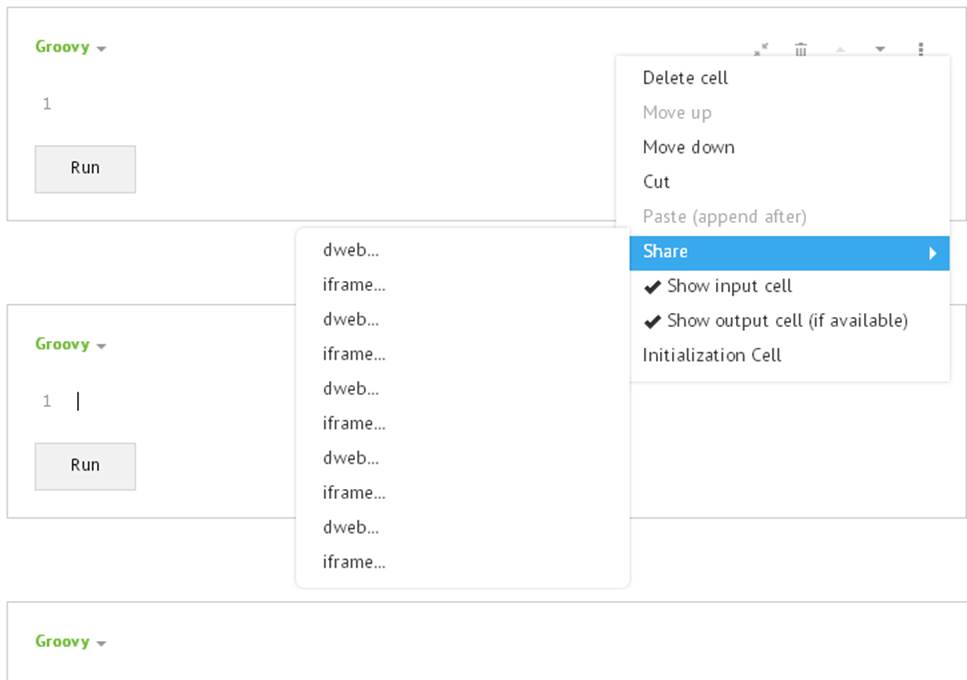 Groovy
1
Run
Delete cell
Move up
Move down
Cut
Paste (append after)
Share
Show input cell
Show output cell (if available)
Initialization Cell
dweb...
iframe...
dweb...
iframe...
dweb...
iframe...
dweb...
iframe...
dweb...
iframe...
Groovy
1
Run
Groovy